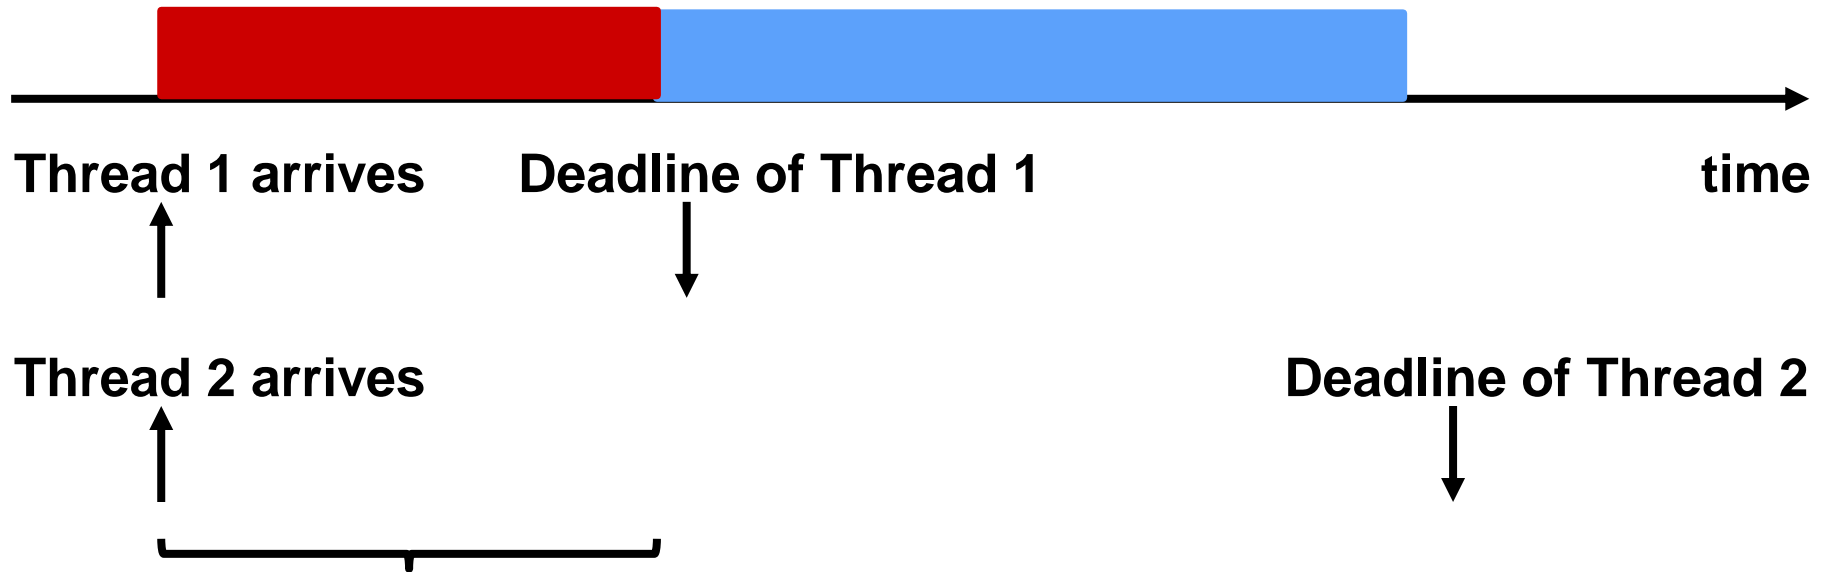 Thread 1 arrives Deadline of Thread 1 time
Thread 2 arrives Deadline of Thread 2